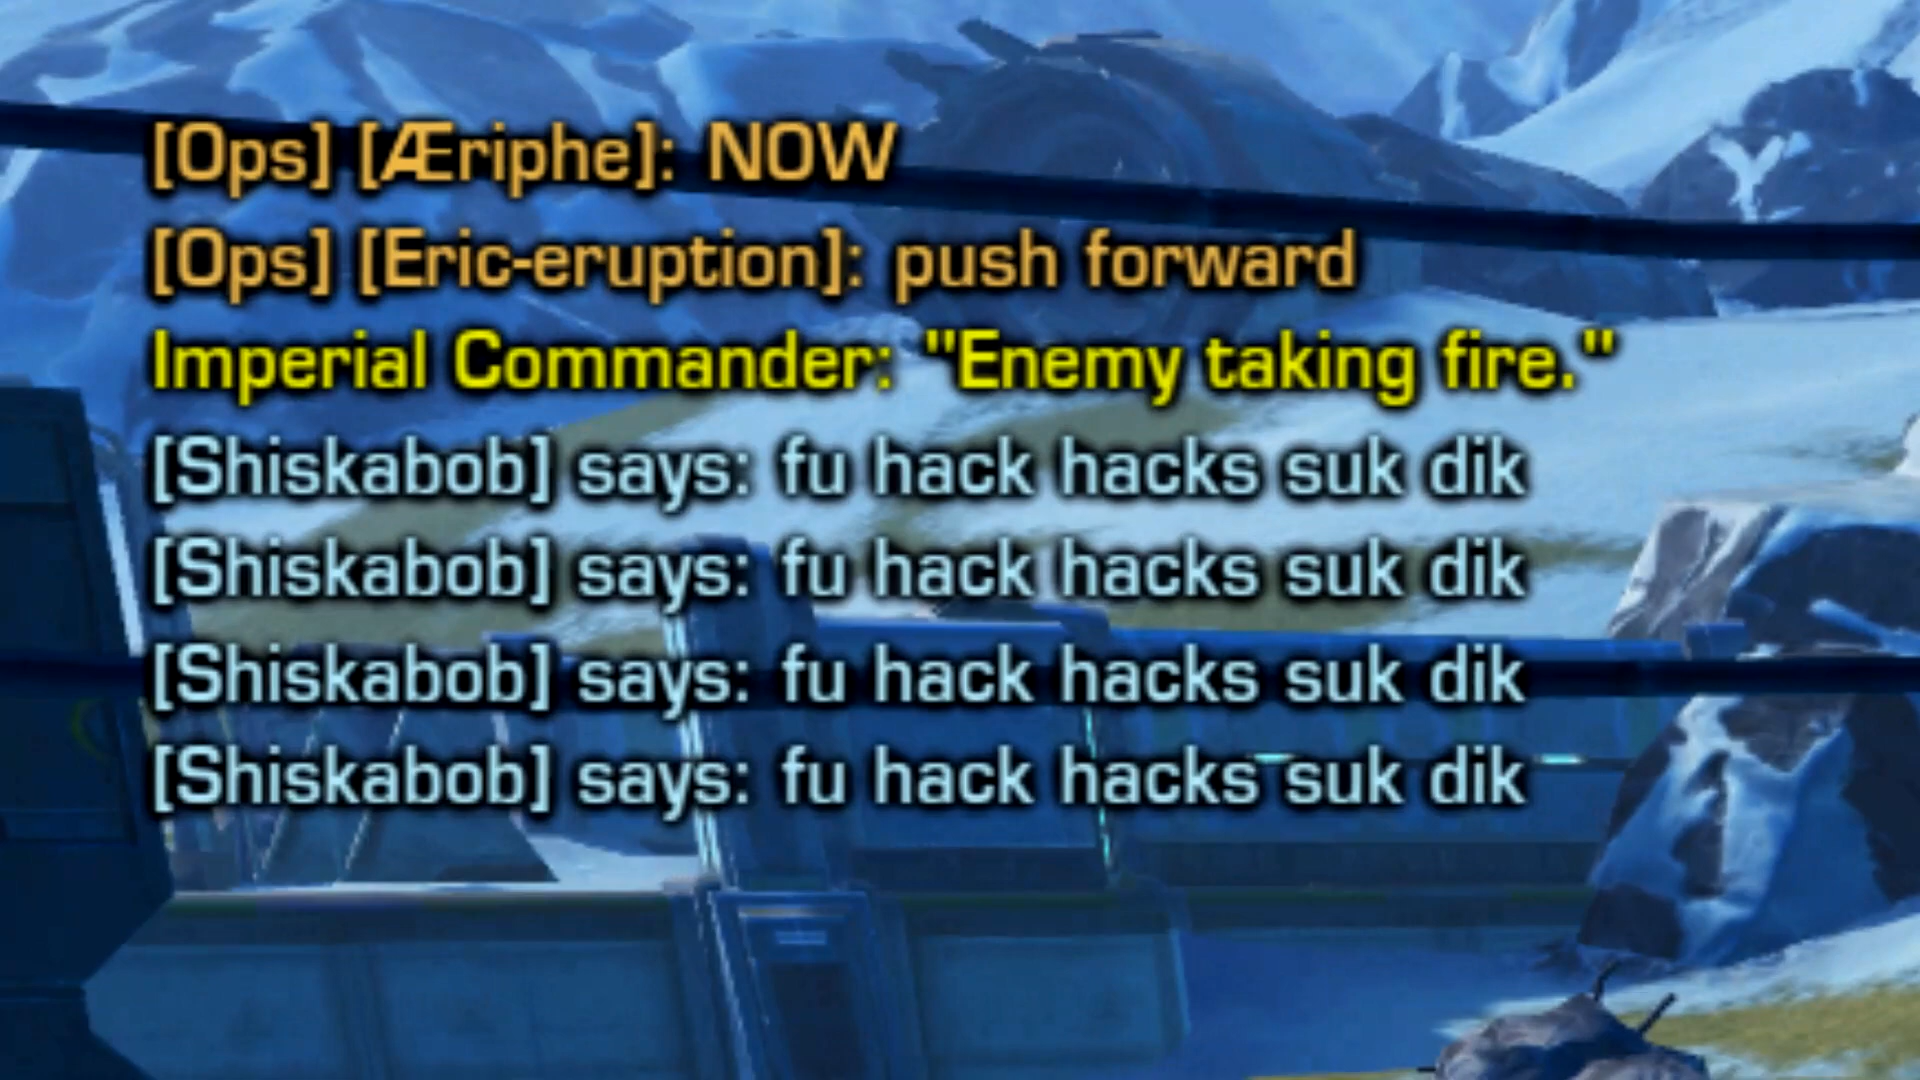 [Ops] [Æriphe]: NOW
[Ops] [Eric-eruption]: push forward
Imperial Commander: "Enemy taking fire."
[Shiskabob] says: fu hack hacks suk dik
[Shiskabob] says: fu hack hacks suk dik
[Shiskabob] says: fu hack hacks suk dik
[Shiskabob] says: fu hack hacks suk dik